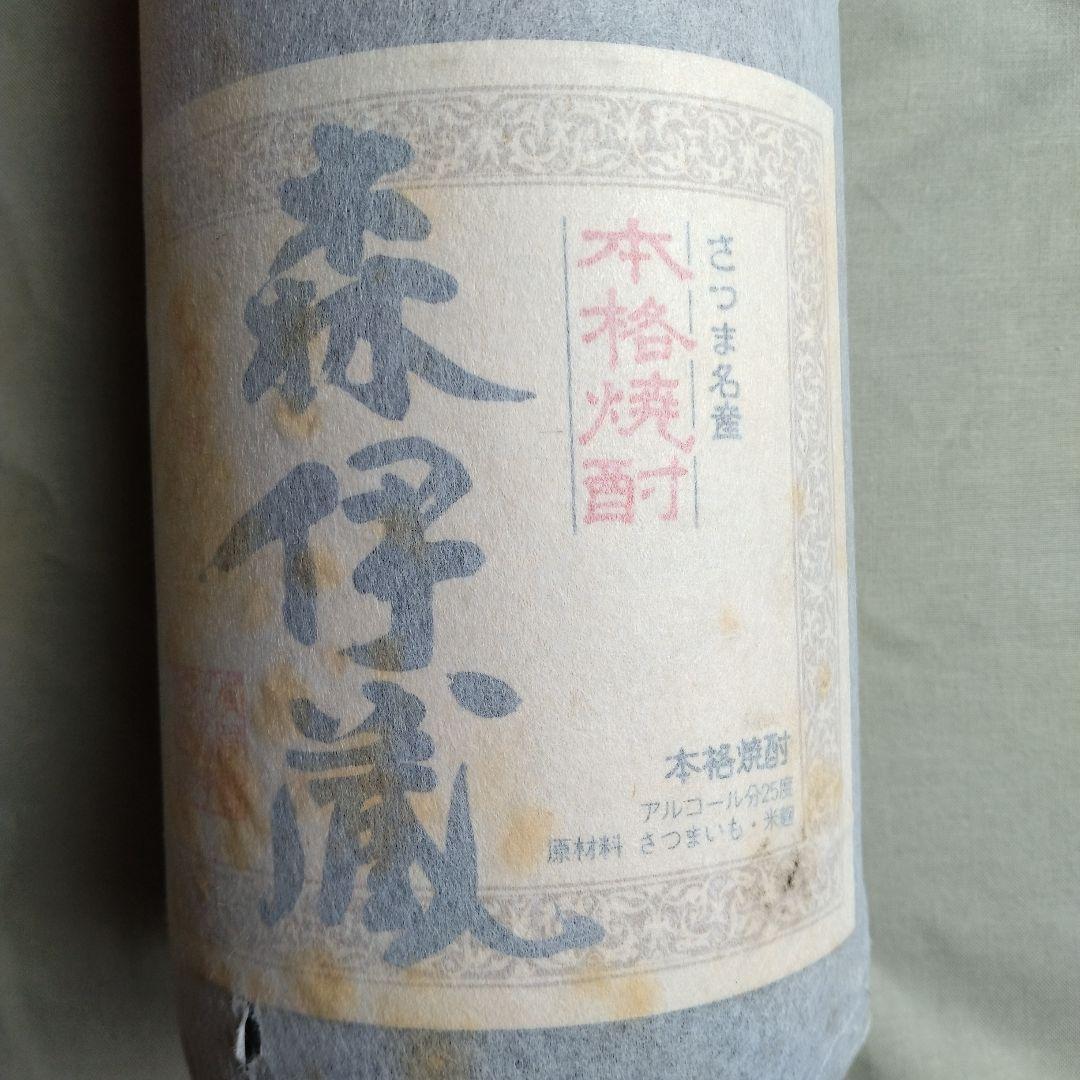 さつま名産
本格焼酎
森伊蔵
本格焼酎
アルコール分25度
原材料 さつまいも・米麹